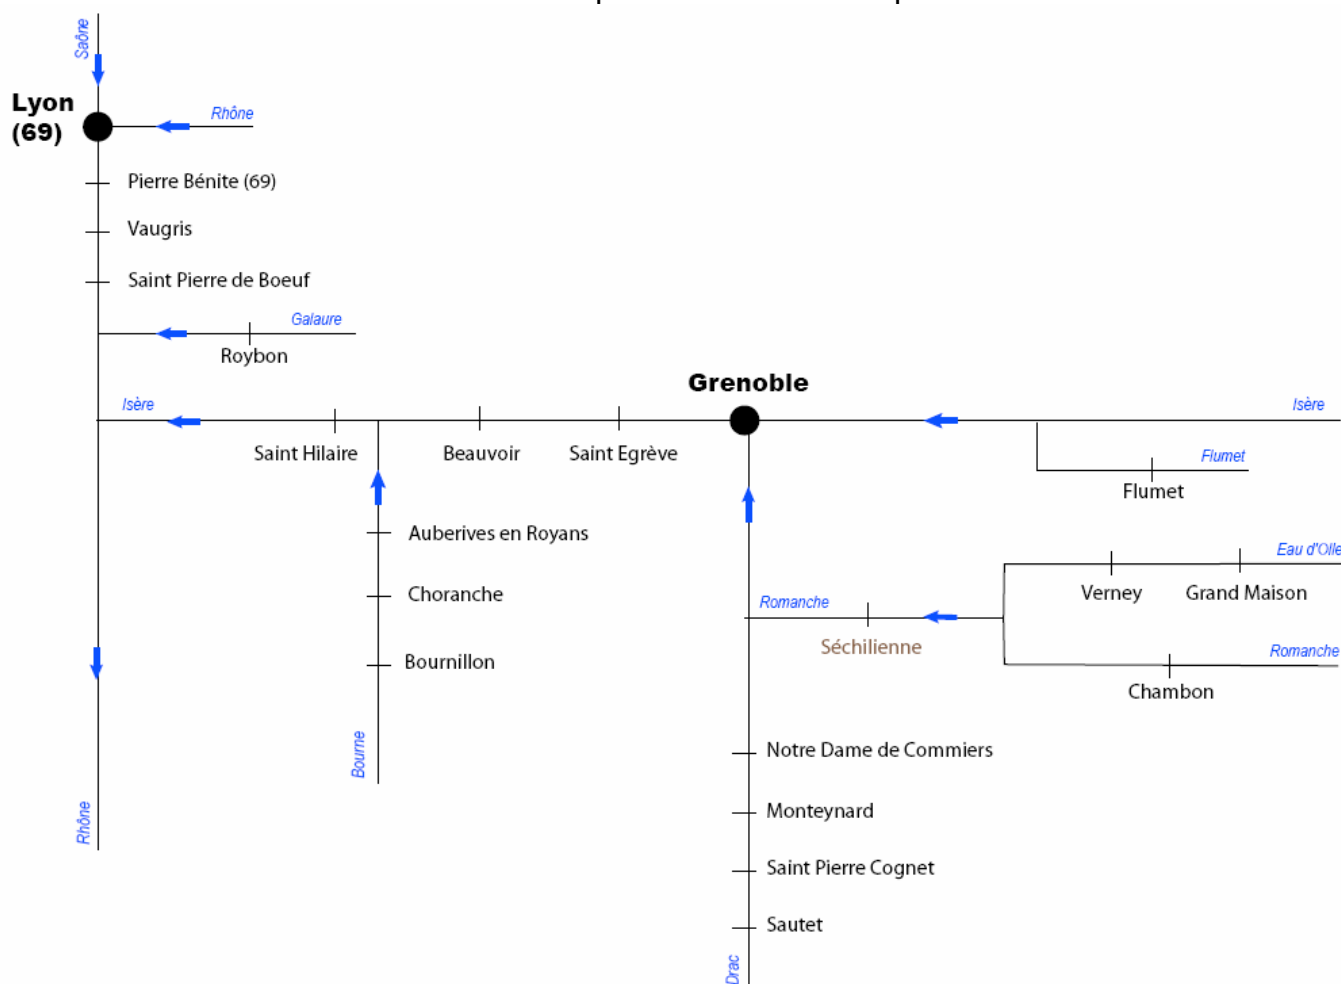 Saône
Lyon
(69)
Rhône
Pierre Bénite (69)
Vaugris
Saint Pierre de Boeuf
Galaure
Roybon
Grenoble
Isère
Isère
Saint Hilaire
Beauvoir
Saint Egrève
Flumet
Flumet
Auberives en Royans
Eau d'Olle
Choranche
Verney
Grand Maison
Romanche
Séchilienne
Bournillon
Romanche
Chambon
Bourne
Notre Dame de Commiers
Rhône
Monteynard
Saint Pierre Cognet
Sautet
Drac